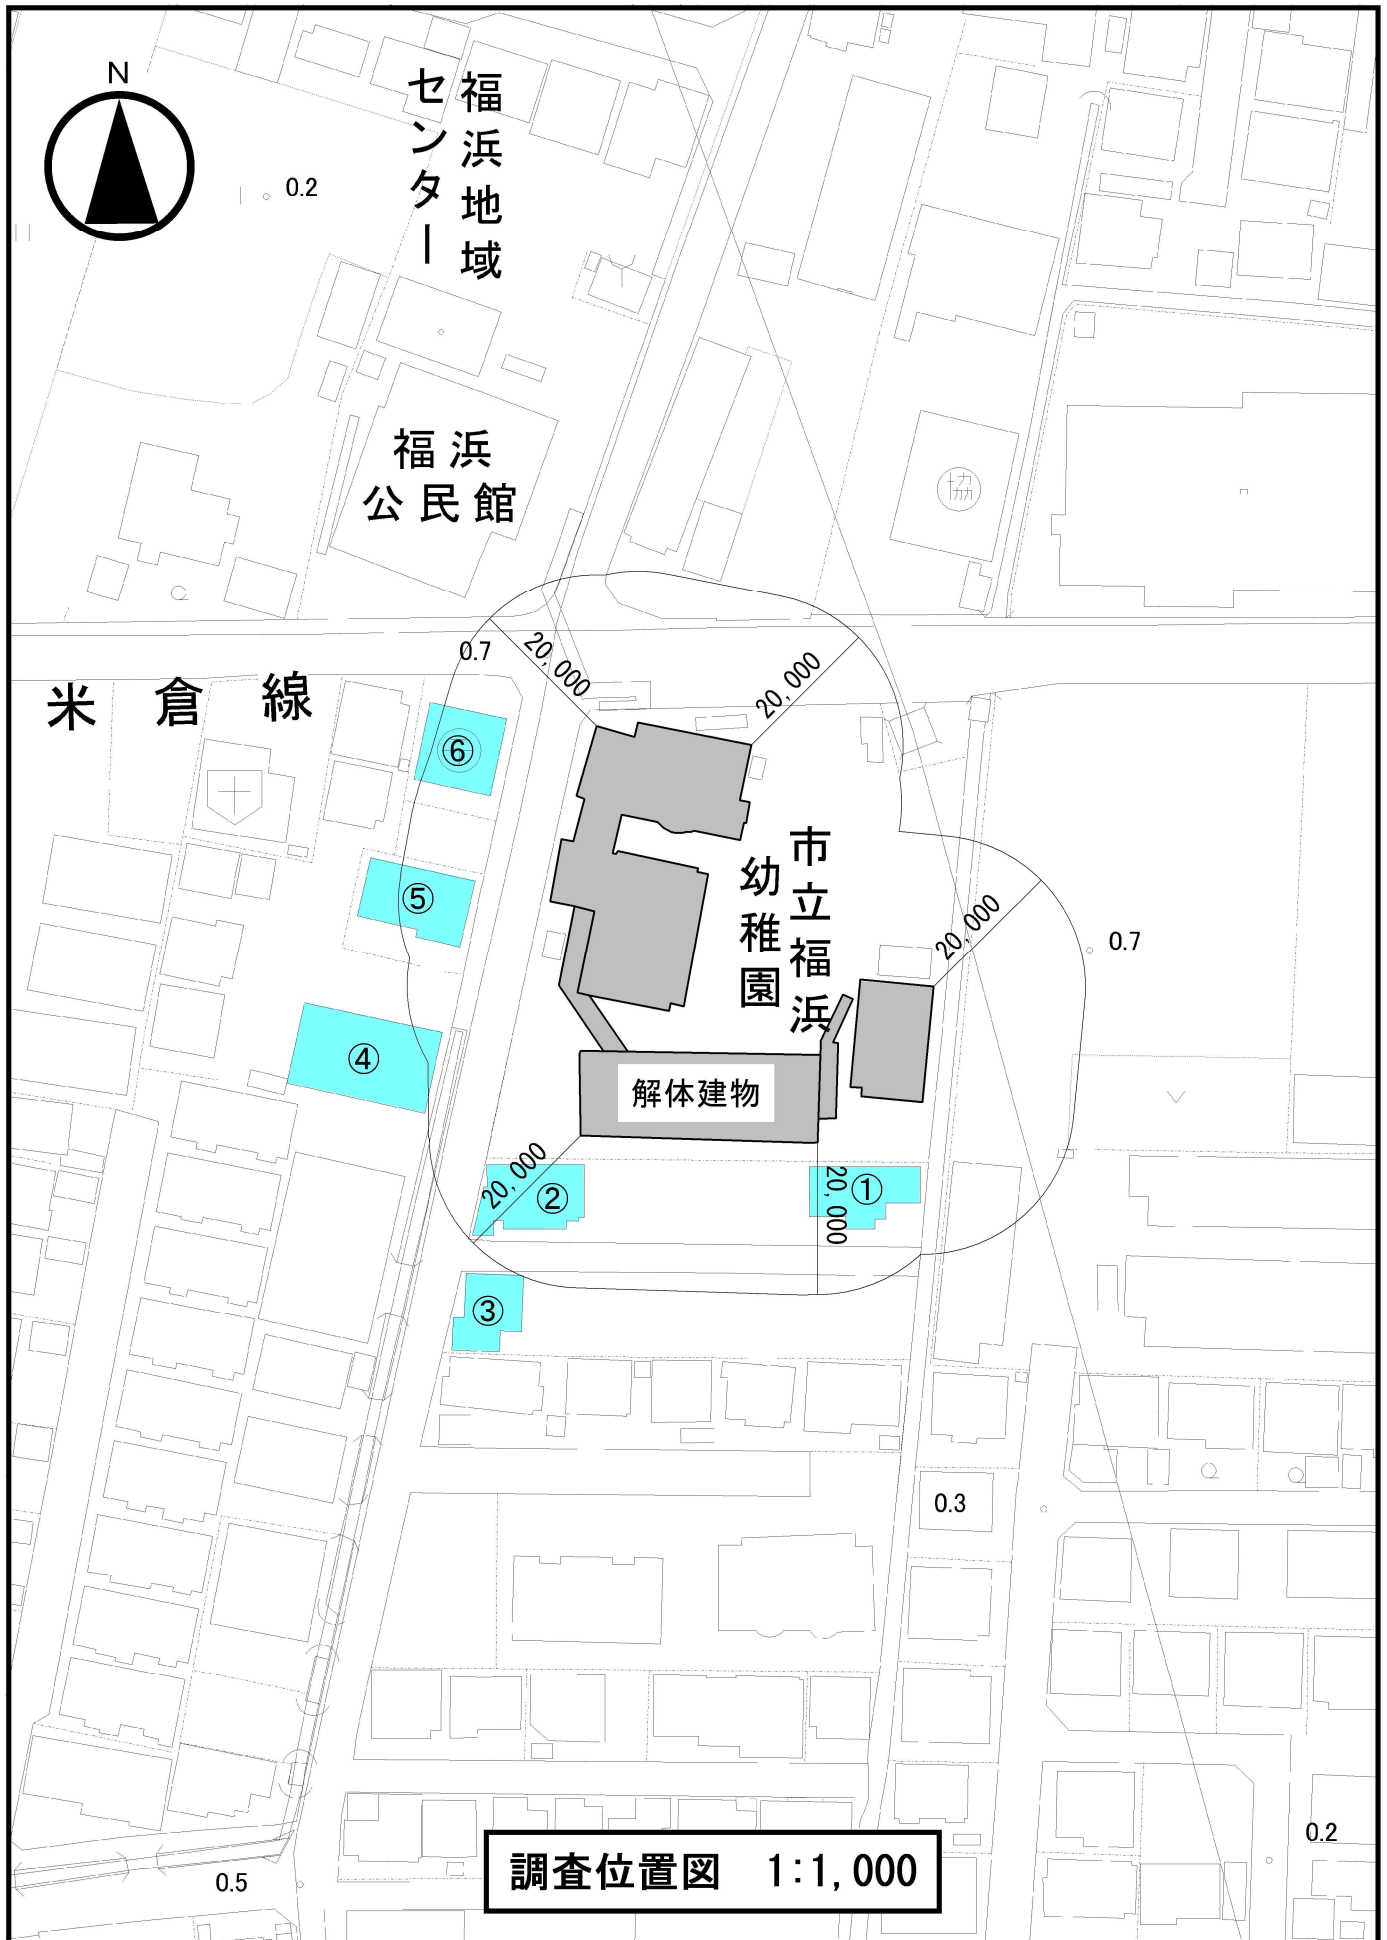 N
福浜地域
センター
0.2
福浜
公民館
協
米倉線
0.7
20,000
20,000
⑥
⑤
④
市立福浜
幼稚園
20,000
0.7
解体建物
20,000
②
20,000
①
③
0.3
0.2
0.5
調査位置図 1:1,000